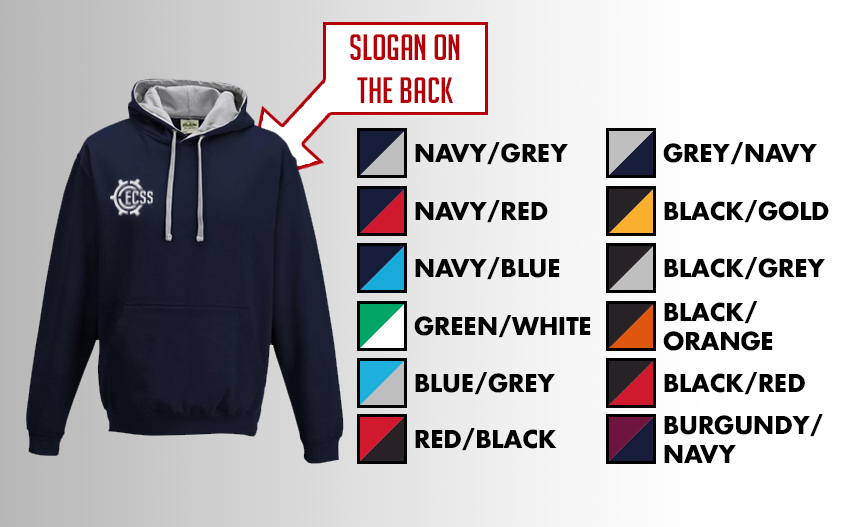 SLOGAN ON
THE BACK
ECSS
NAVY/GREY
NAVY/RED
NAVY/BLUE
GREEN/WHITE
BLUE/GREY
RED/BLACK
GREY/NAVY
BLACK/GOLD
BLACK/GREY
BLACK/
ORANGE
BLACK/RED
BURGUNDY/
NAVY